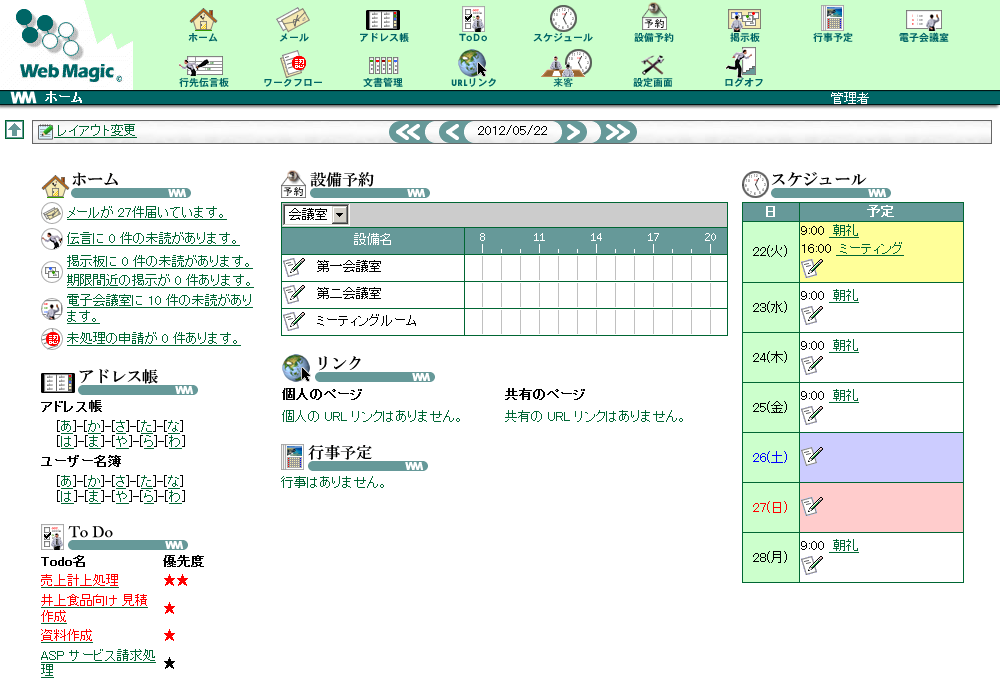 Web Magic
ホーム
メール
アドレス帳
ToDo
スケジュール
設備予約
予約
掲示板
行事予定
電子会議室
行先伝言板
ワークフロー
認
文書管理
URLリンク
来客
設定画面
ログオフ
WM ホーム
管理者
レイアウト変更
2012/05/22
ホーム
WM
メールが 27件届いています。
伝言に 0 件の未読があります。
掲示板に 0 件の未読があります。
期限間近の掲示が 0 件あります。
電子会議室に 10 件の未読があり
ます。
認
未処理の申請が 0 件あります。
アドレス帳
WM
アドレス帳
[あ]-[か]-[さ]-[た]-[な]
[は]-[ま]-[や]-[ら]-[わ]
ユーザー名簿
[あ]-[か]-[さ]-[た]-[な]
[は]-[ま]-[や]-[ら]-[わ]
To Do
WM
Todo名 優先度
売上計上処理 ★★
井上食品向け 見積
作成 ★
資料作成 ★
ASP サービス請求処
理 ★
予約
設備予約
WM
会議室
設備名 8 11 14 17 20
第一会議室
第二会議室
ミーティングルーム
リンク
WM
個人のページ 共有のページ
個人の URL リンクはありません。 共有の URL リンクはありません。
行事予定
WM
行事はありません。
スケジュール
WM
日 予定
22(火) 9:00 朝礼
16:00 ミーティング
23(水) 9:00 朝礼
24(木) 9:00 朝礼
25(金) 9:00 朝礼
26(土)
27(日)
28(月) 9:00 朝礼